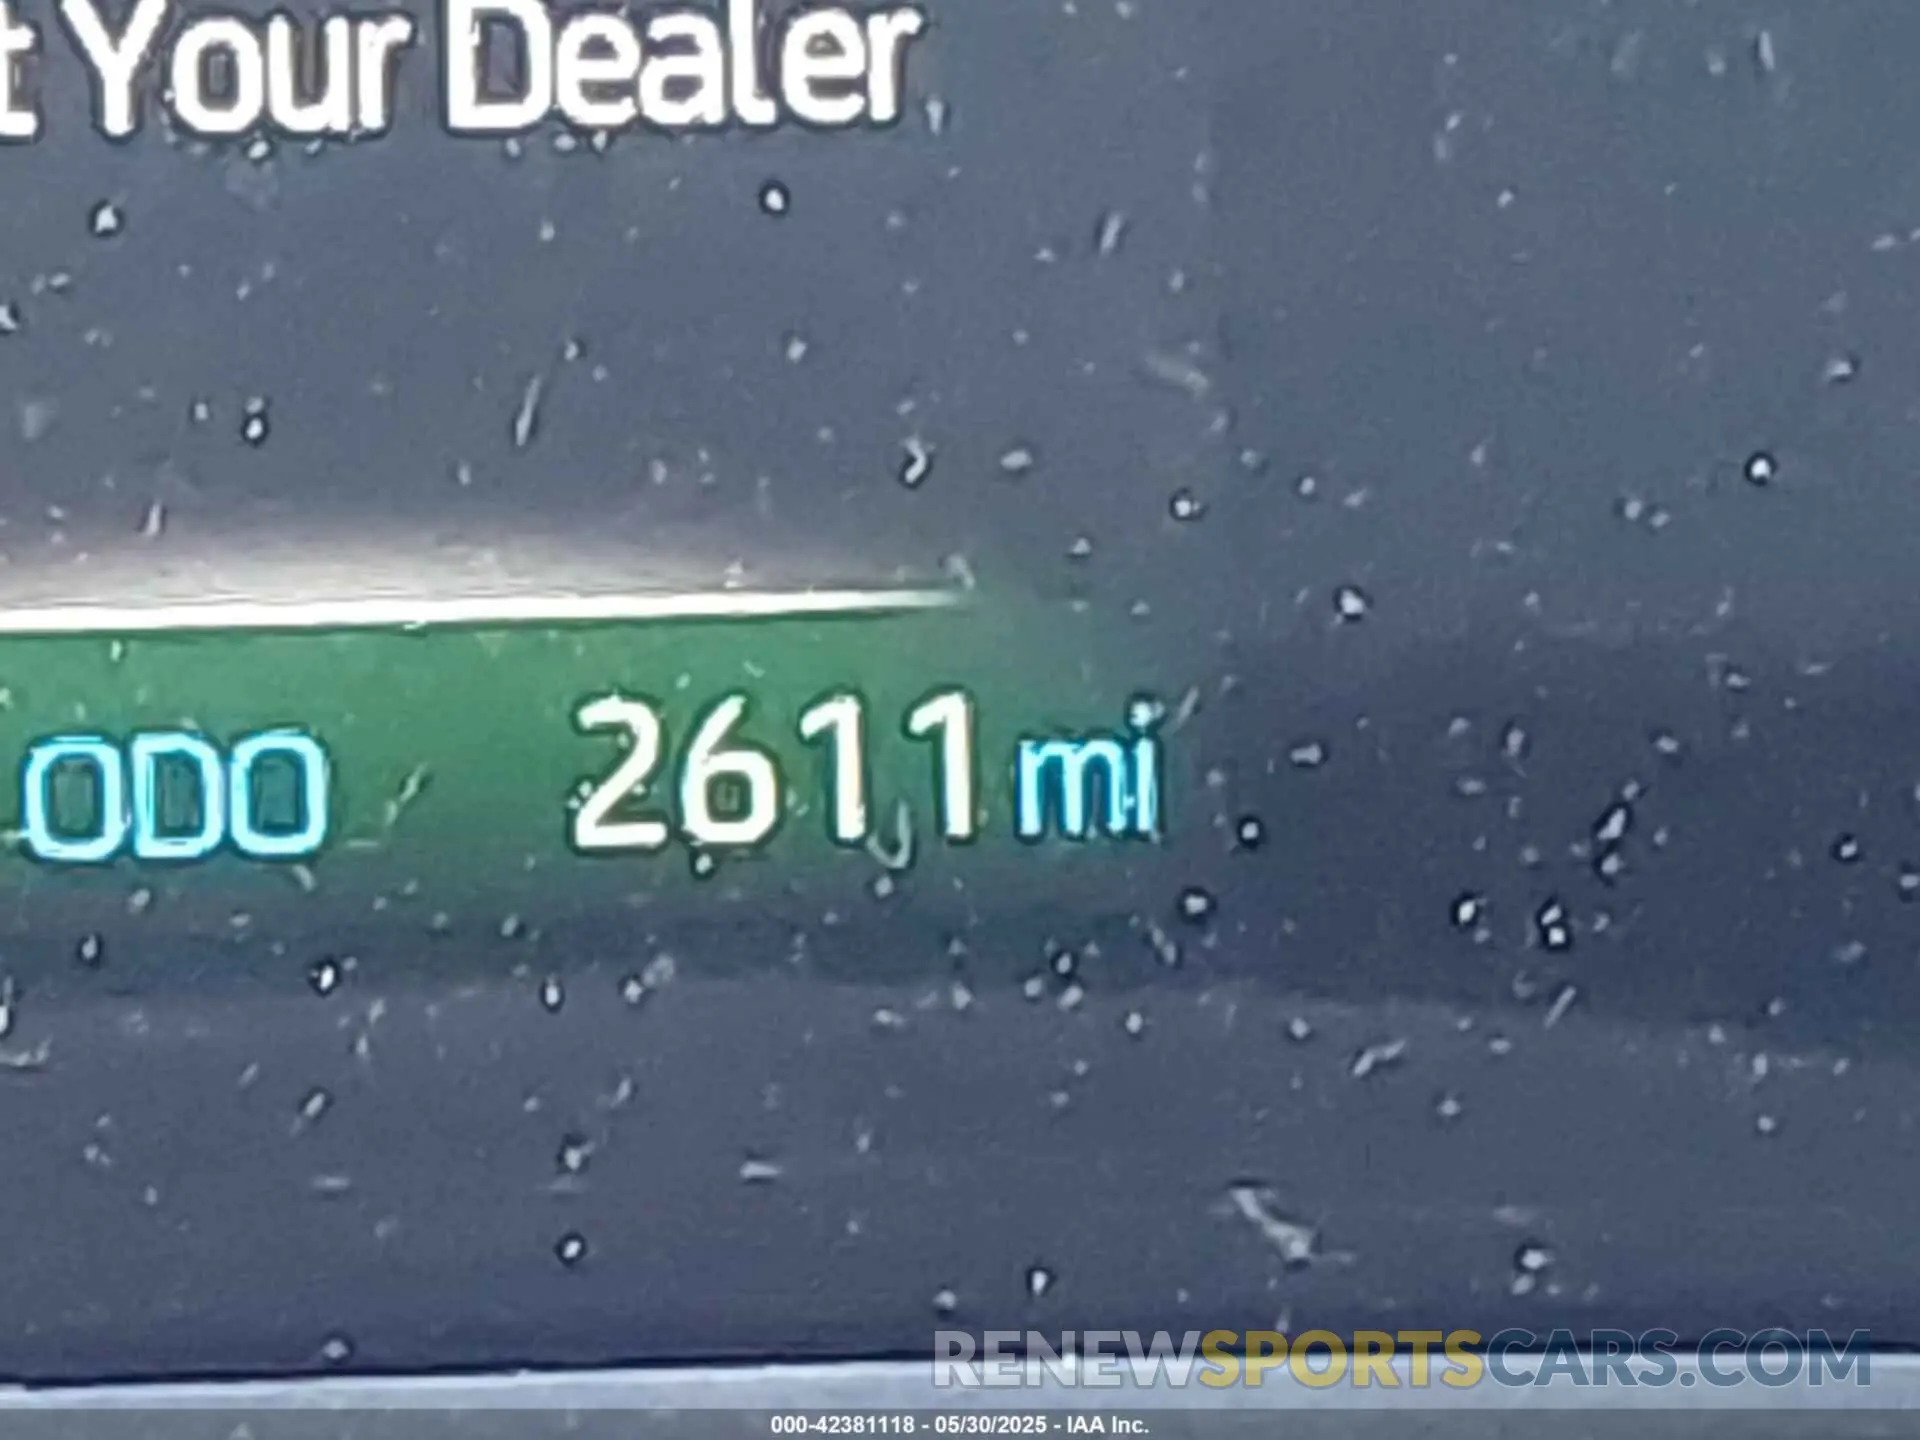 t Your Dealer
ODO 2611 mi
RENEWSPORTSCARS.COM
000-42381118 - 05/30/2025 - IAA Inc.